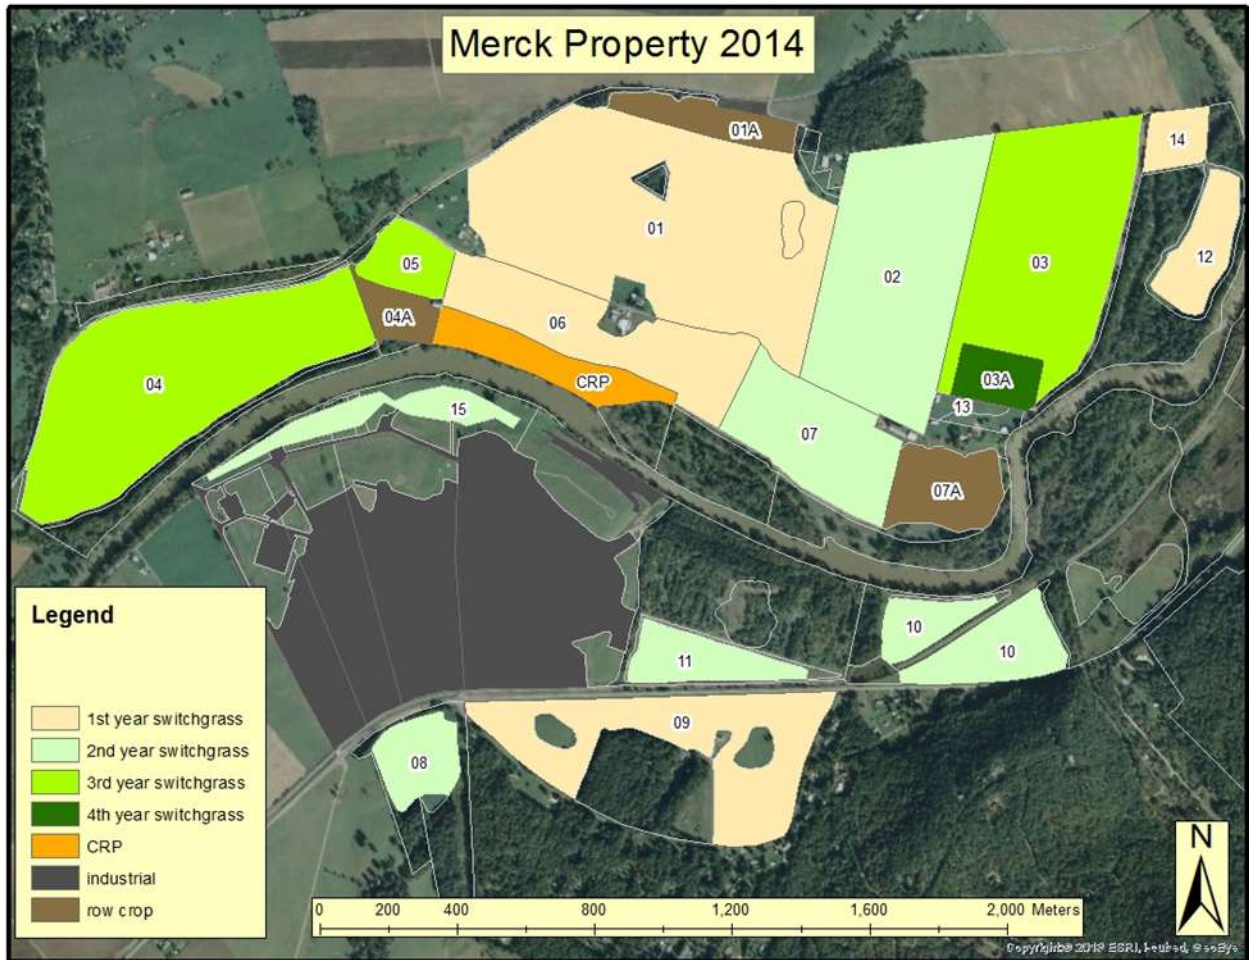 Merck Property 2014
01A
14
01
12
05
02
03
04A
06
04
CRP
03A
13
15
07
07A
10
11
10
09
08
Legend
1st year switchgrass
2nd year switchgrass
3rd year switchgrass
4th year switchgrass
CRP
industrial
row crop
N
0 200 400 800 1,200 1,600 2,000 Meters